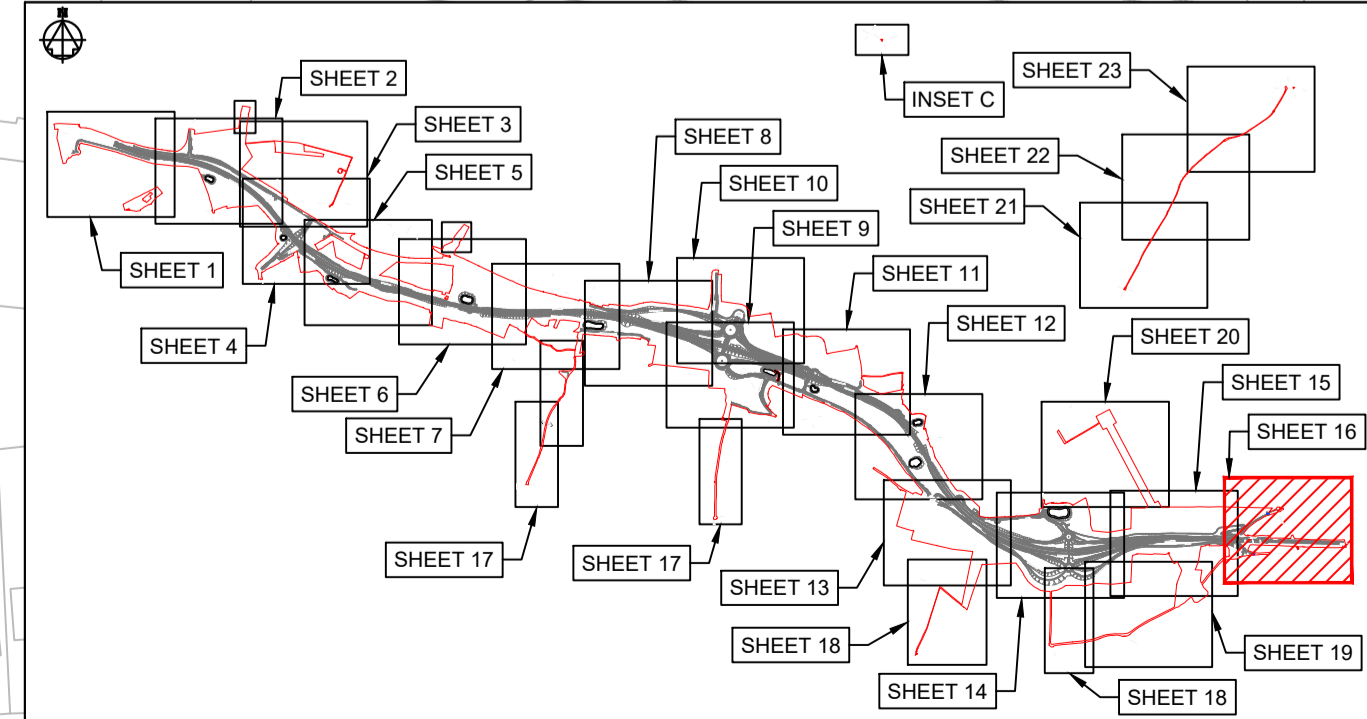 N
SHEET 2
SHEET 23
INSET C
SHEET 3
SHEET 8
SHEET 22
SHEET 5
SHEET 10
SHEET 21
SHEET 9
SHEET 1
SHEET 11
SHEET 12
SHEET 4
SHEET 20
SHEET 15
SHEET 6
SHEET 7
SHEET 16
SHEET 17
SHEET 17
SHEET 13
SHEET 18
SHEET 19
SHEET 14
SHEET 18